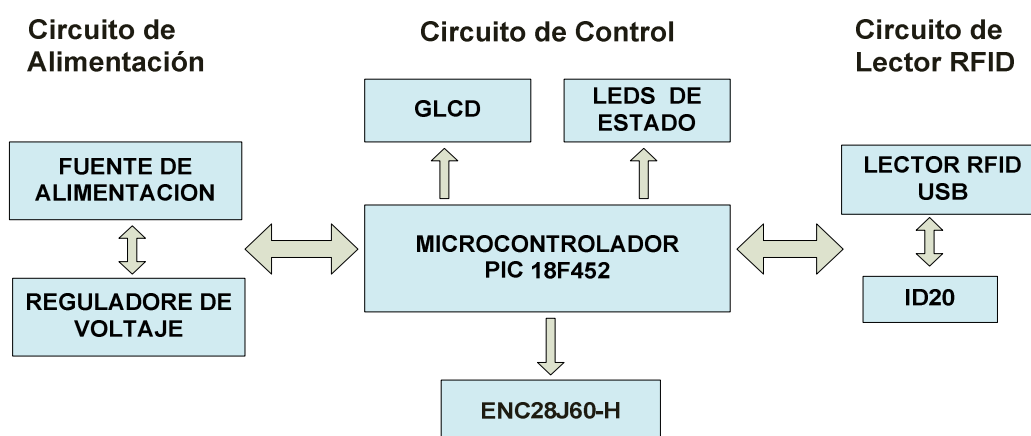 Circuito de
Alimentación
Circuito de Control
Circuito de
Lector RFID
GLCD
LEDS DE
ESTADO
FUENTE DE
ALIMENTACION
LECTOR RFID
USB
MICROCONTROLADOR
PIC 18F452
REGULADORE DE
VOLTAJE
ID20
ENC28J60-H